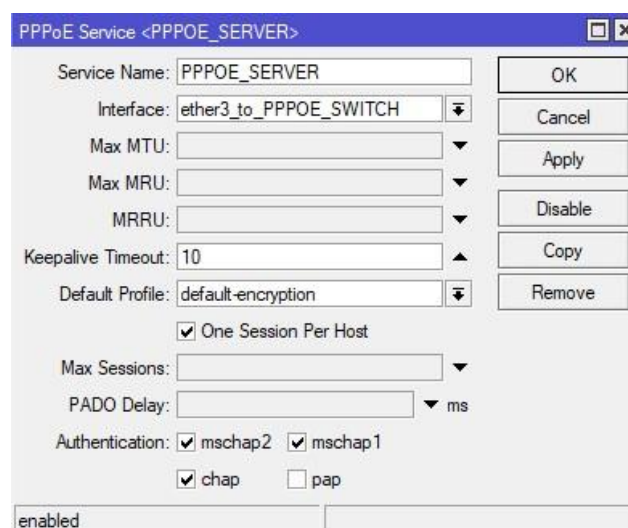 PPPoE Service <PPPOE_SERVER>
Service Name: PPPOE_SERVER
OK
Interface: ether3_to_PPPOE_SWITCH
Cancel
Max MTU:
Apply
Max MRU:
MRRU:
Disable
Keepalive Timeout: 10
Copy
Default Profile: default-encryption
Remove
One Session Per Host
Max Sessions:
PADO Delay: ms
Authentication: mschap2 mschap1
chap pap
enabled